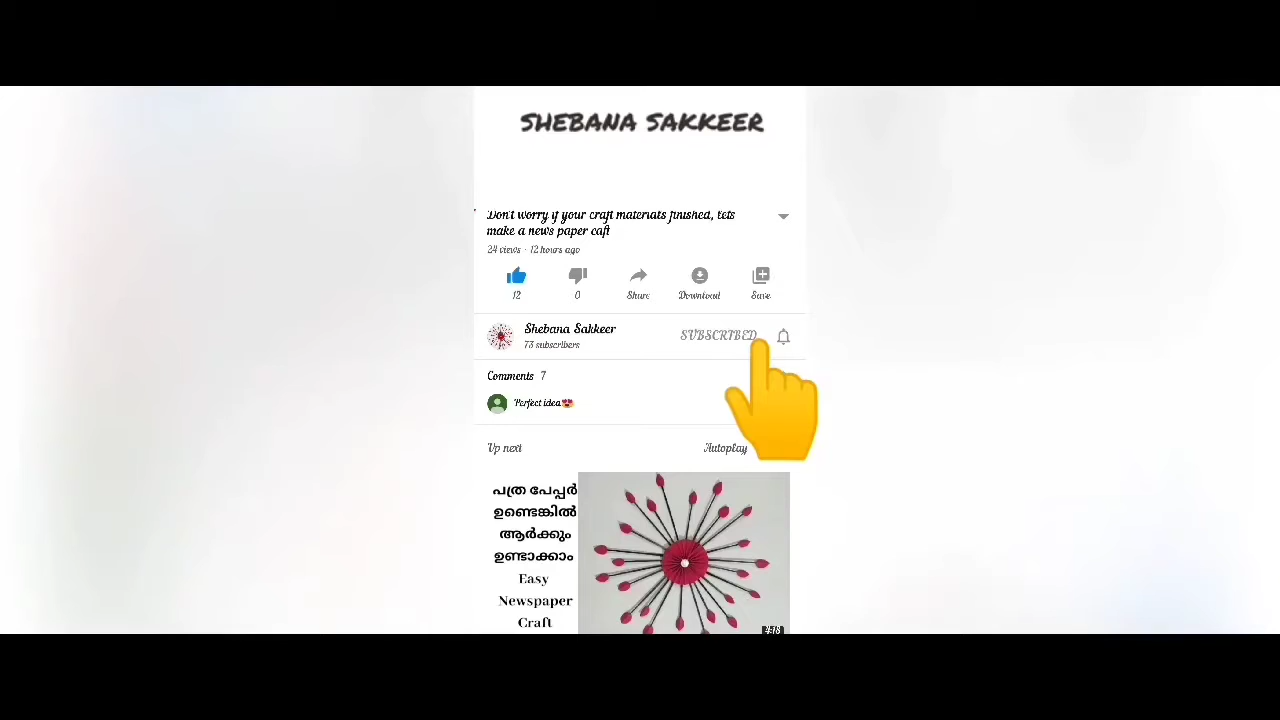 SHEBANA SAKKEER
Don't worry if your craft materials finished, lets
make a news paper caft
24 views · 12 hours ago
12
0
Share
Download
Save
Shebana Sakkeer
73 subscribers
SUBSCRIBED
Comments 7
Perfect idea😍
Up next
Autoplay
പത്ര പേപ്പർ
ഉണ്ടെങ്കിൽ
ആർക്കും
ഉണ്ടാക്കാം
Easy
Newspaper
Craft
4:18